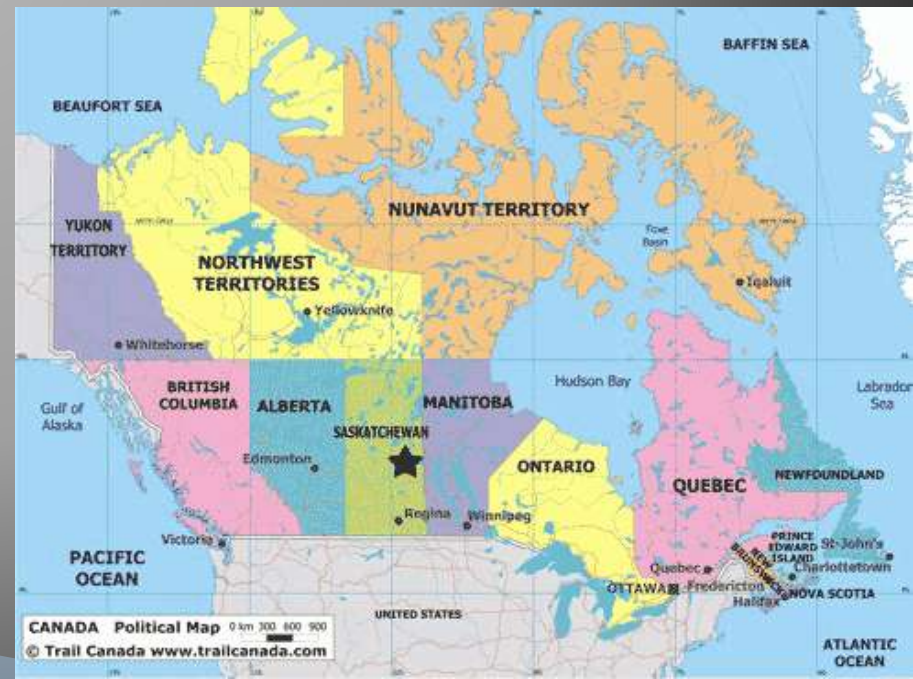 BAFFIN SEA
BEAUFORT SEA
NUNAVUT TERRITORY
YUKON
TERRITORY
Foxe
Basin
NORTHWEST
TERRITORIES
Iqaluit
Yellowknife
Whitehorse
Hudson Bay
Labrador
Sea
BRITISH
COLUMBIA
ALBERTA
MANITOBA
Gulf of
Alaska
SASKATCHEWAN
Edmonton
ONTARIO
QUEBEC
NEWFOUNDLAND
Regina
Winnipeg
Victoria
PRINCE
EDWARD
ISLAND
St-John's
PACIFIC
OCEAN
NEW
BRUNSWICK
Quebec
Charlottetown
OTTAWA
Fredericton
Halifax
NOVA SCOTIA
UNITED STATES
CANADA Political Map 0 km 300 600 900
© Trail Canada www.trailcanada.com
ATLANTIC
OCEAN